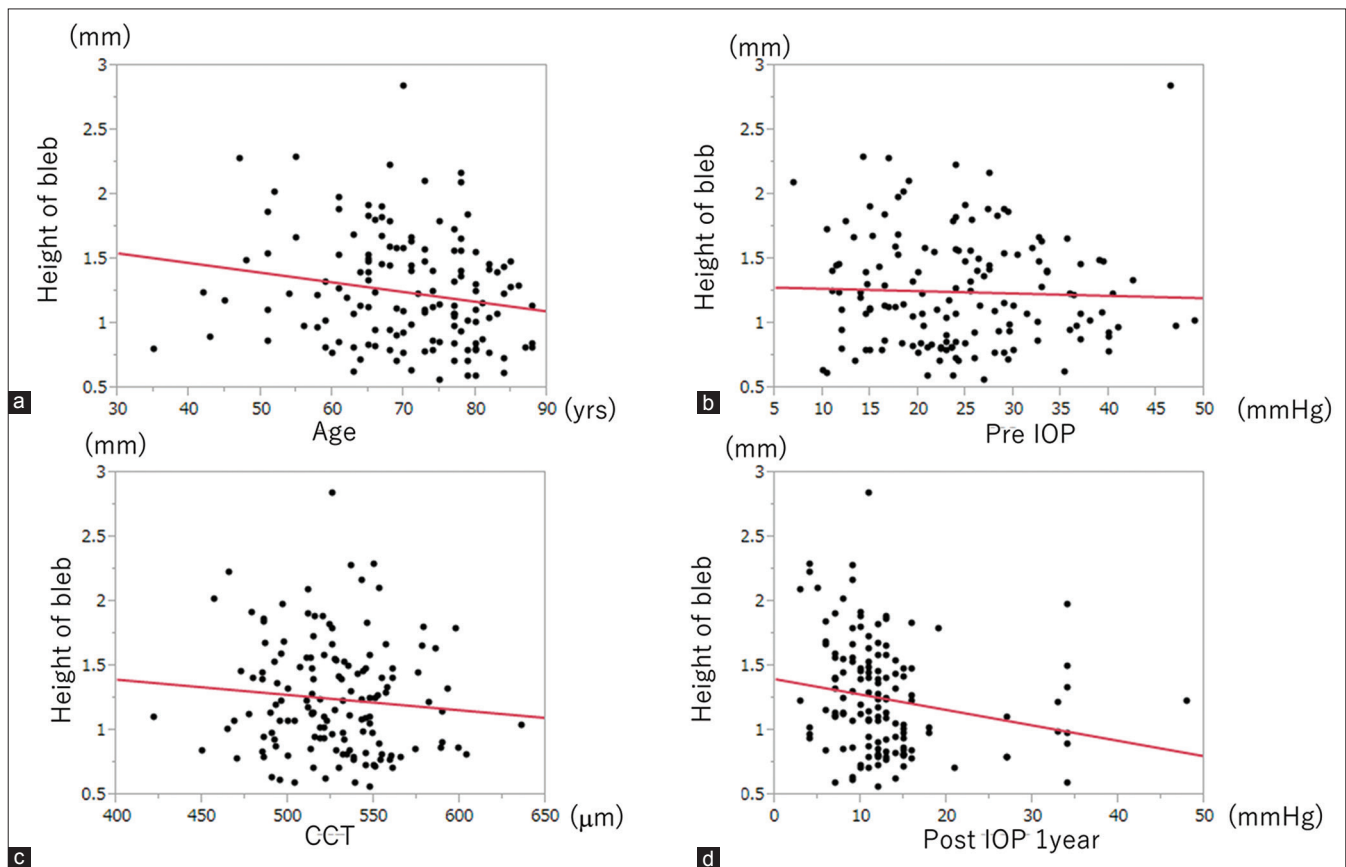 (mm)
3
2.5
2
1.5
1
0.5
Height of bleb
30 40 50 60 70 80 90 (yrs)
Age
a
(mm)
3
2.5
2
1.5
1
0.5
Height of bleb
5 10 15 20 25 30 35 40 45 50 (mmHg)
Pre IOP
b
(mm)
3
2.5
2
1.5
1
0.5
Height of bleb
400 450 500 550 600 650 (μm)
CCT
c
(mm)
3
2.5
2
1.5
1
0.5
Height of bleb
0 10 20 30 40 50 (mmHg)
Post IOP 1year
d